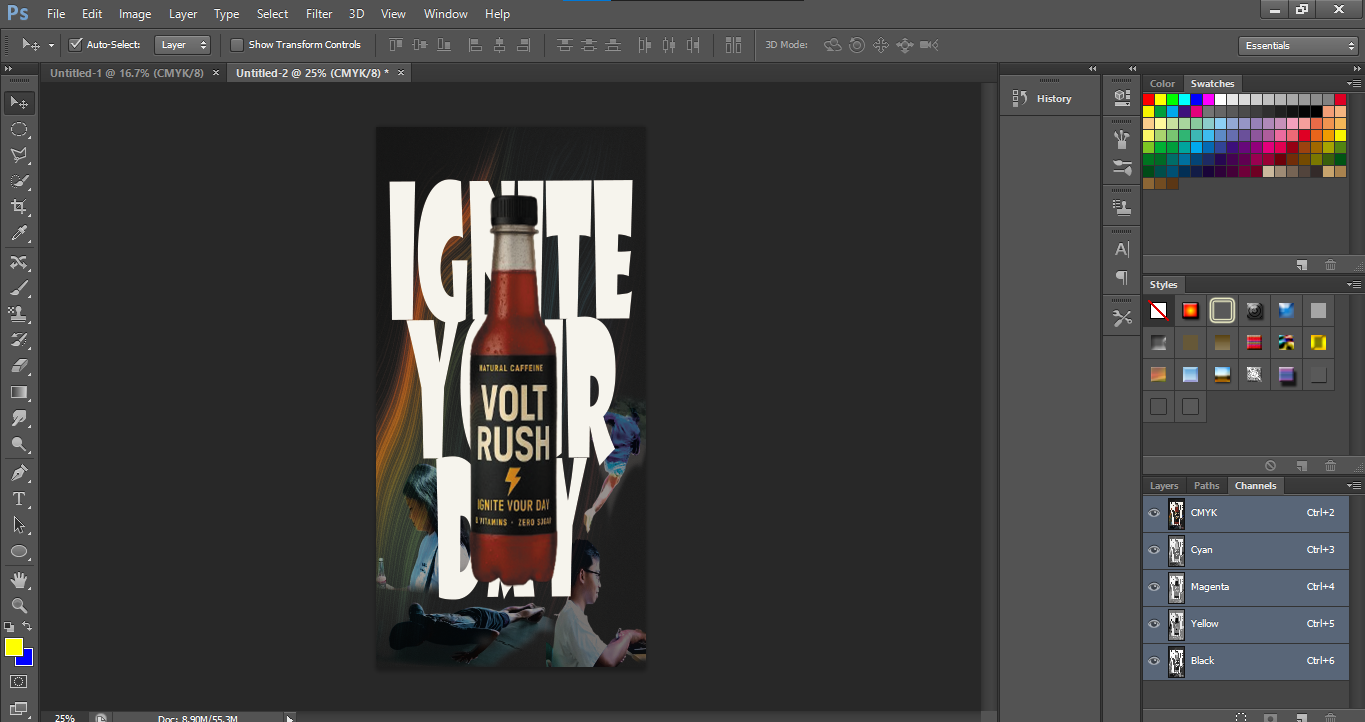 Ps File Edit Image Layer Type Select Filter 3D View Window Help
Auto-Select: Layer Show Transform Controls 3D Mode: Essentials
Untitled-1 @ 16.7% (CMYK/8) × Untitled-2 @ 25% (CMYK/8) * ×
History
Color Swatches
IGNITE
YOUR
DAY
NATURAL CAFFEINE
VOLT
RUSH
IGNITE YOUR DAY
B VITAMINS · ZERO SUGAR
Styles
Layers Paths Channels
CMYK Ctrl+2
Cyan Ctrl+3
Magenta Ctrl+4
Yellow Ctrl+5
Black Ctrl+6
25% Doc: 8.90M/55.3M